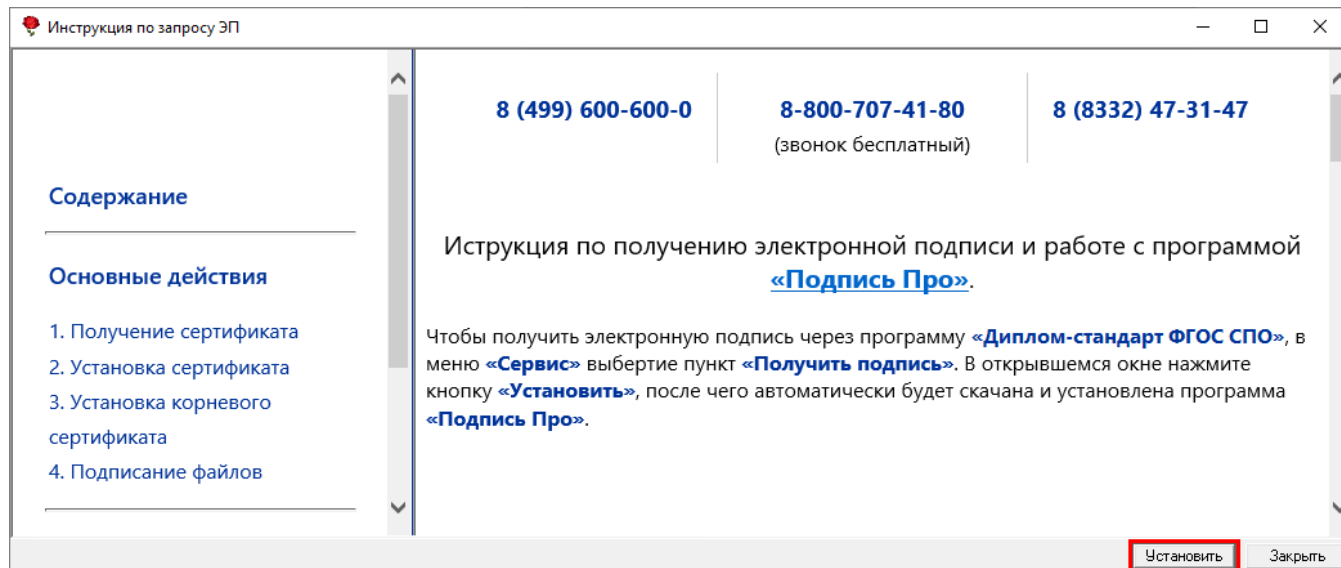 Инструкция по запросу ЭП
Содержание
Основные действия
1. Получение сертификата
2. Установка сертификата
3. Установка корневого
сертификата
4. Подписание файлов
8 (499) 600-600-0
8-800-707-41-80
(звонок бесплатный)
8 (8332) 47-31-47
Иструкция по получению электронной подписи и работе с программой
«Подпись Про».
Чтобы получить электронную подпись через программу «Диплом-стандарт ФГОС СПО», в
меню «Сервис» выбертие пункт «Получить подпись». В открывшемся окне нажмите
кнопку «Установить», после чего автоматически будет скачана и установлена программа
«Подпись Про».
Установить
Закрыть